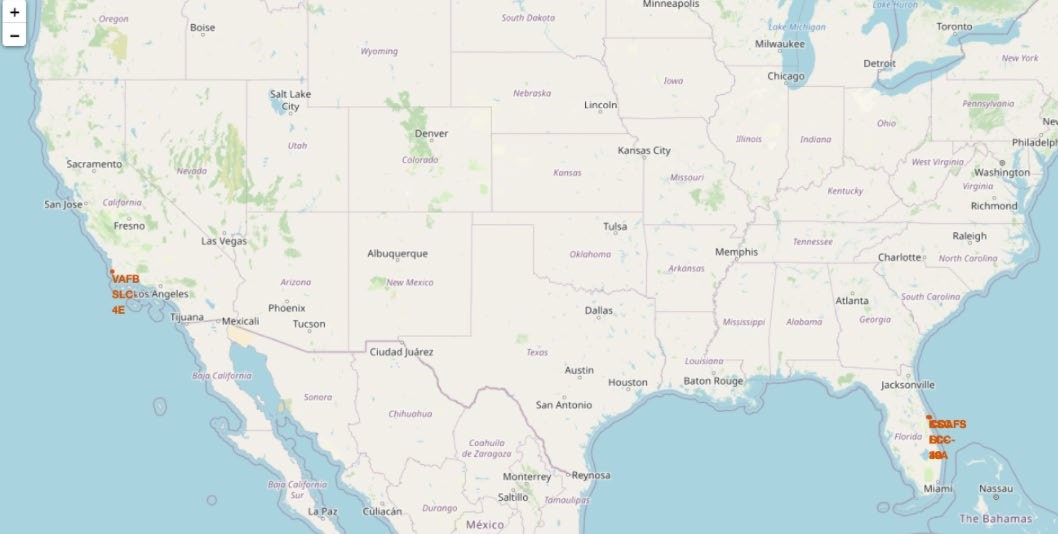 +
−
Oregon
Boise
South Dakota
Minneapolis
Lake Huron
Lake Michigan
Toronto
Wyoming
Milwaukee
Detroit
New York
Chicago
Iowa
Salt Lake
City
Nebraska
Lincoln
Pennsylvania
Denver
Ohio
Utah
Illinois
Indiana
Philadelph
Colorado
Kansas City
Sacramento
Nevada
Kansas
Missouri
West Virginia
Washington
Kentucky
Virginia
San Jose
California
Richmond
Fresno
Las Vegas
Tulsa
Raleigh
Tennessee
Albuquerque
Oklahoma
Memphis
Charlotte
North Carolina
VAFB
Arizona
New Mexico
Arkansas
SLC-
Los Angeles
South Carolina
4E
Phoenix
Dallas
Atlanta
Tijuana
Mexicali
Tucson
Mississippi
Alabama
Georgia
Ciudad Juárez
Texas
Louisiana
Baja California
Austin
Houston
Baton Rouge
Jacksonville
Sonora
San Antonio
Chihuahua
Florida
Coahuila
de Zaragoza
Monterrey
Reynosa
Baja California
Sur
Saltillo
Tamaulipas
Miami
Nassau
La Paz
Culiacán
Durango
México
The Bahamas